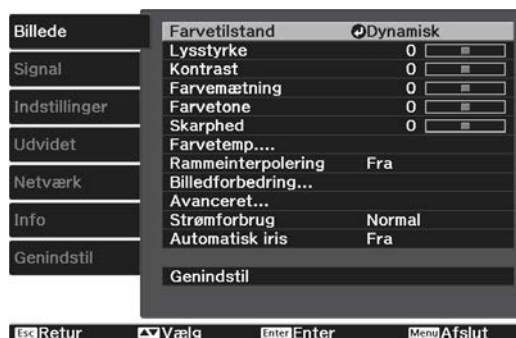 Billede
Signal
Indstillinger
Udvidet
Netværk
Info
Genindstil
Farvetilstand Dynamisk
Lysstyrke 0
Kontrast 0
Farvemætning 0
Farvetone 0
Skarphed 0
Farvetemp....
Rammeinterpolering Fra
Billedforbedring...
Avanceret...
Strømforbrug Normal
Automatisk iris Fra
Genindstil
Esc Retur Vælg Enter Enter Menu Afslut